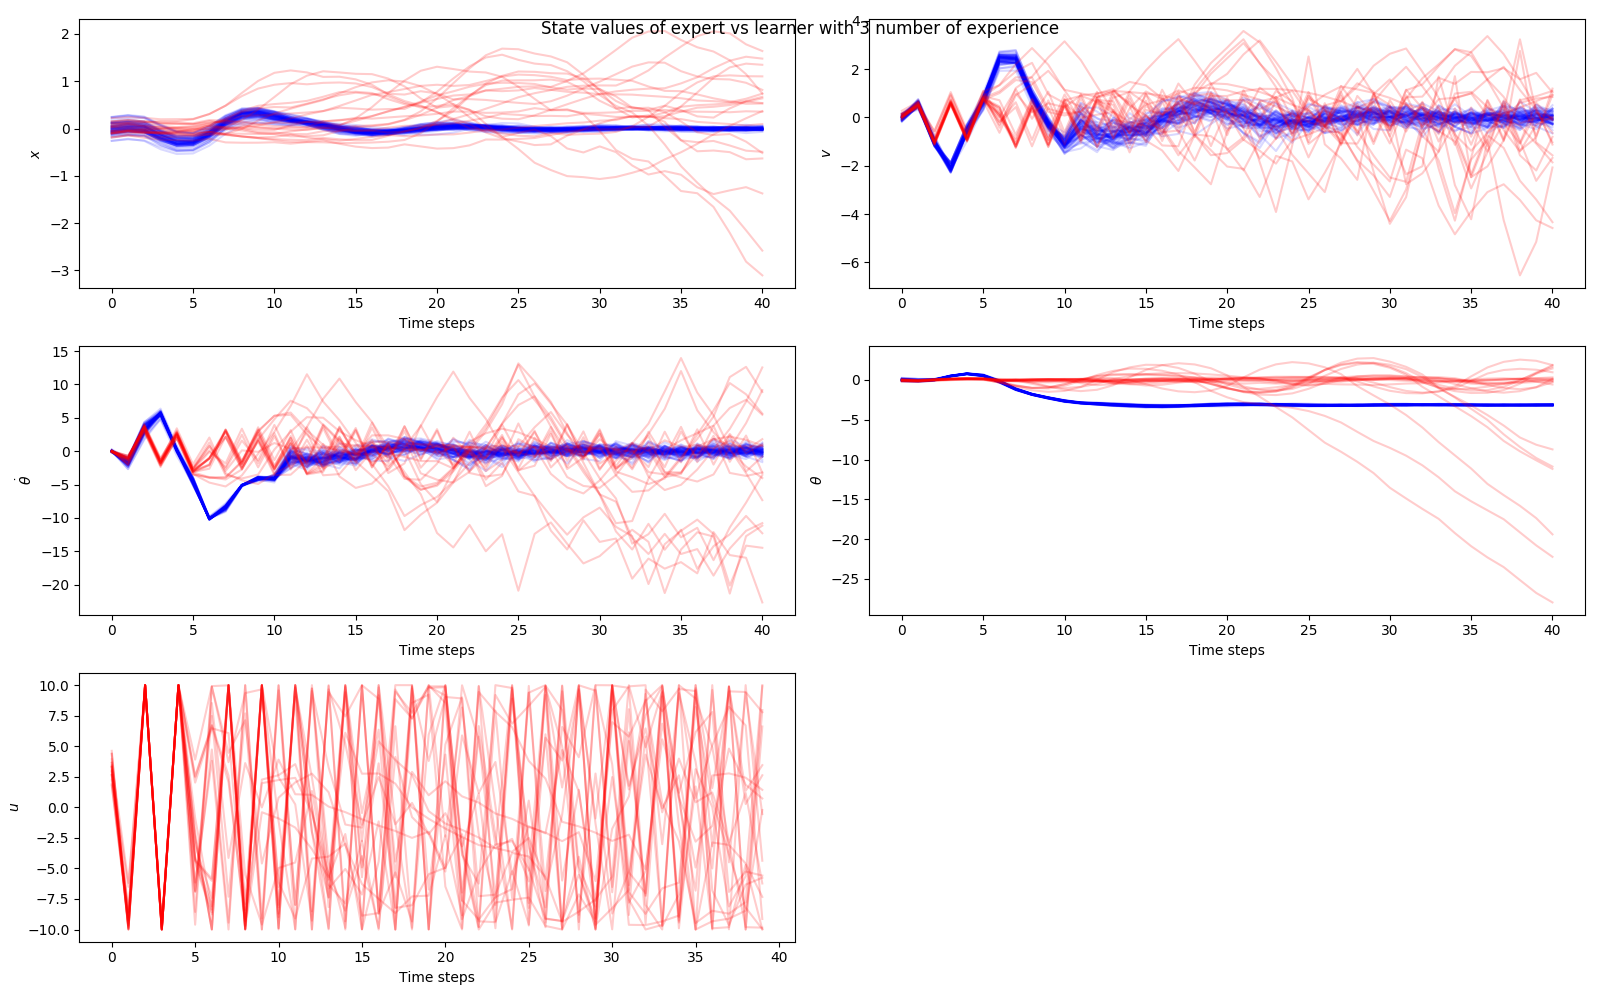 State values of expert vs learner with 3 number of experience
2
1
0
−1
−2
−3
x
0 5 10 15 20 25 30 35 40
Time steps
4
2
0
−2
−4
−6
v
0 5 10 15 20 25 30 35 40
Time steps
15
10
5
0
−5
−10
−15
−20
θ̇
0 5 10 15 20 25 30 35 40
Time steps
0
−5
−10
−15
−20
−25
θ
0 5 10 15 20 25 30 35 40
Time steps
10.0
7.5
5.0
2.5
0.0
−2.5
−5.0
−7.5
−10.0
u
0 5 10 15 20 25 30 35 40
Time steps